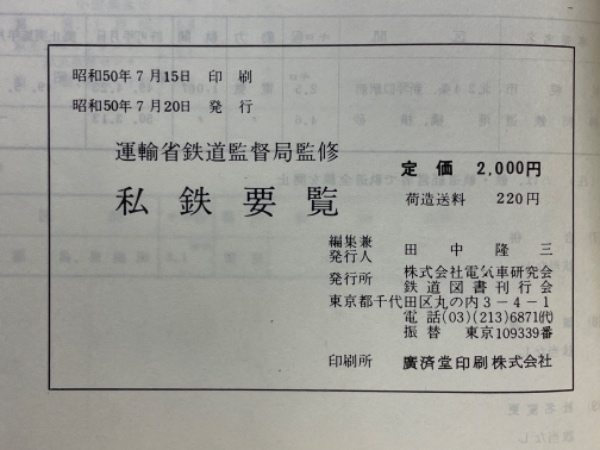 昭和50年7月15日 印刷
昭和50年7月20日 発行
運輸省鉄道監督局監修
私鉄要覧
定価 2,000円
荷造送料 220円
編集兼発行人 田中隆三
発行所 株式会社電気車研究会
鉄道図書刊行会
東京都千代田区丸の内3-4-1
電話(03)(213)6871(代)
振替 東京109339番
印刷所 廣済堂印刷株式会社